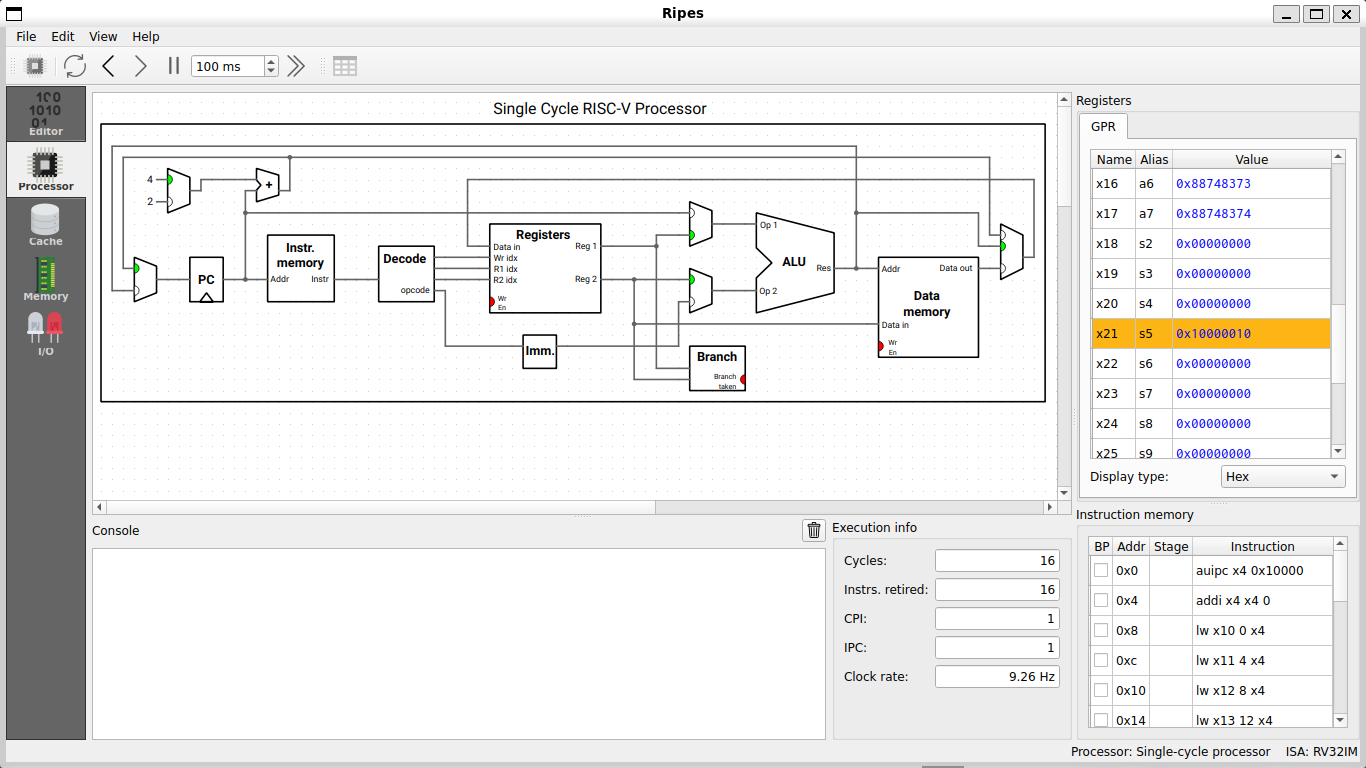 Ripes
File Edit View Help
100 ms
Editor
Processor
Cache
Memory
I/O
Single Cycle RISC-V Processor
4
2
+
PC
Instr. memory
Addr Instr
Decode
opcode
Registers
Data in
Wr idx
R1 idx
R2 idx
Wr En
Reg 1
Reg 2
Imm.
Op 1
Op 2
ALU
Res
Branch
Branch taken
Addr
Data out
Data memory
Data in
Wr En
Console
Execution info
Cycles: 16
Instrs. retired: 16
CPI: 1
IPC: 1
Clock rate: 9.26 Hz
Registers
GPR
Name Alias Value
x16 a6 0x88748373
x17 a7 0x88748374
x18 s2 0x00000000
x19 s3 0x00000000
x20 s4 0x00000000
x21 s5 0x10000010
x22 s6 0x00000000
x23 s7 0x00000000
x24 s8 0x00000000
x25 s9 0x00000000
Display type: Hex
Instruction memory
BP Addr Stage Instruction
0x0 auipc x4 0x10000
0x4 addi x4 x4 0
0x8 lw x10 0 x4
0xc lw x11 4 x4
0x10 lw x12 8 x4
0x14 lw x13 12 x4
Processor: Single-cycle processor ISA: RV32IM